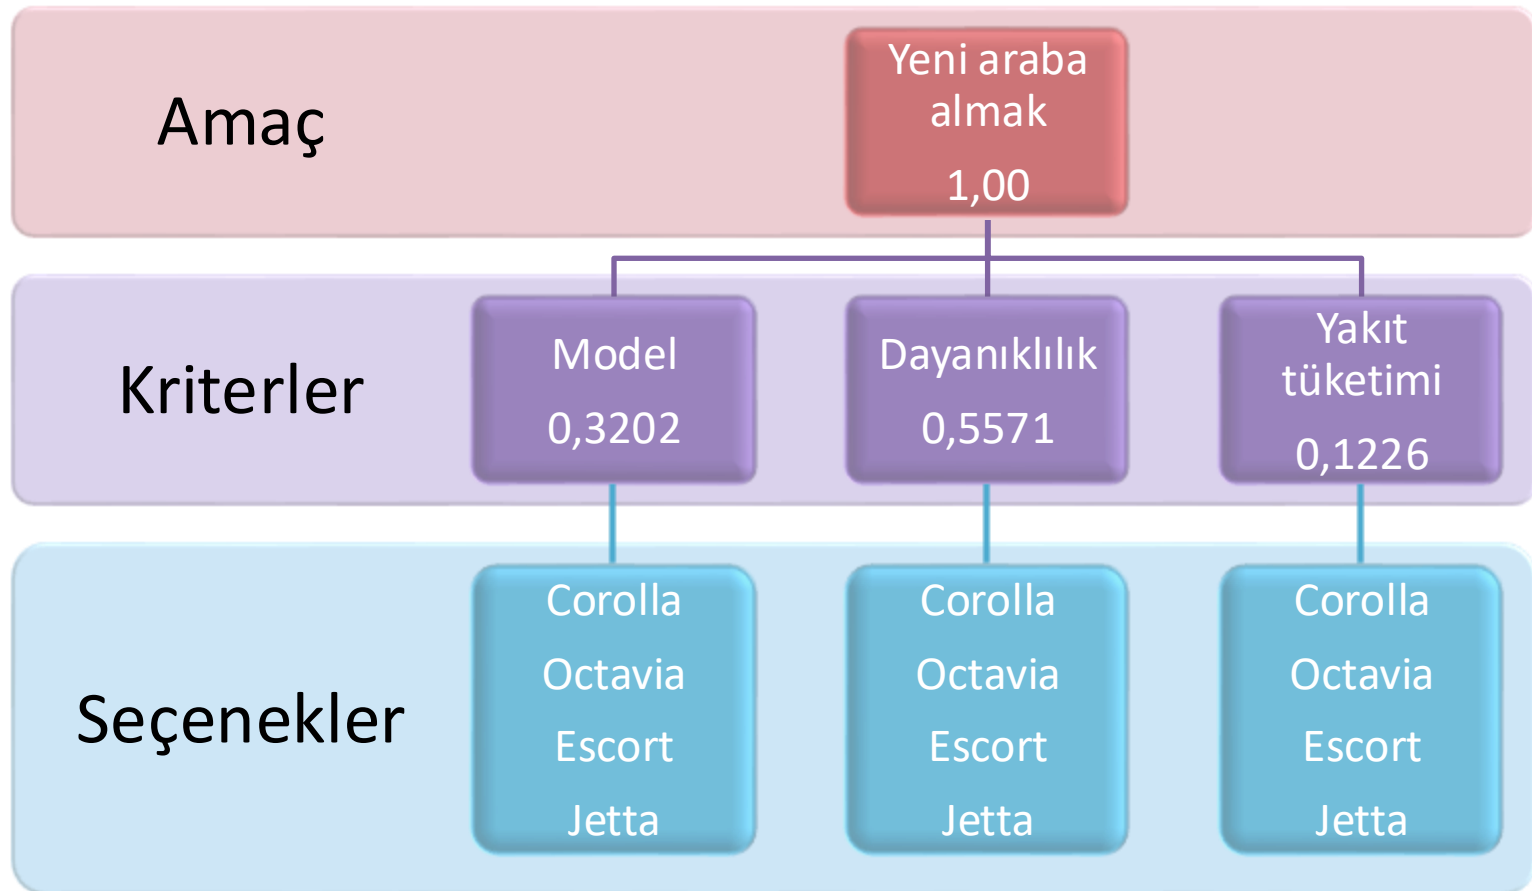 Amaç
Yeni araba
almak
1,00
Kriterler
Model
0,3202
Dayanıklılık
0,5571
Yakıt
tüketimi
0,1226
Seçenekler
Corolla
Octavia
Escort
Jetta
Corolla
Octavia
Escort
Jetta
Corolla
Octavia
Escort
Jetta